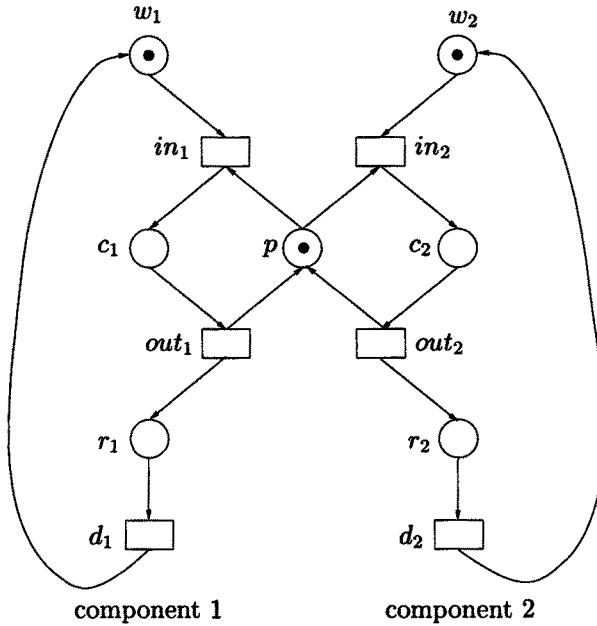 w₁ w₂
in₁ in₂
c₁ p c₂
out₁ out₂
r₁ r₂
d₁ d₂
component 1 component 2